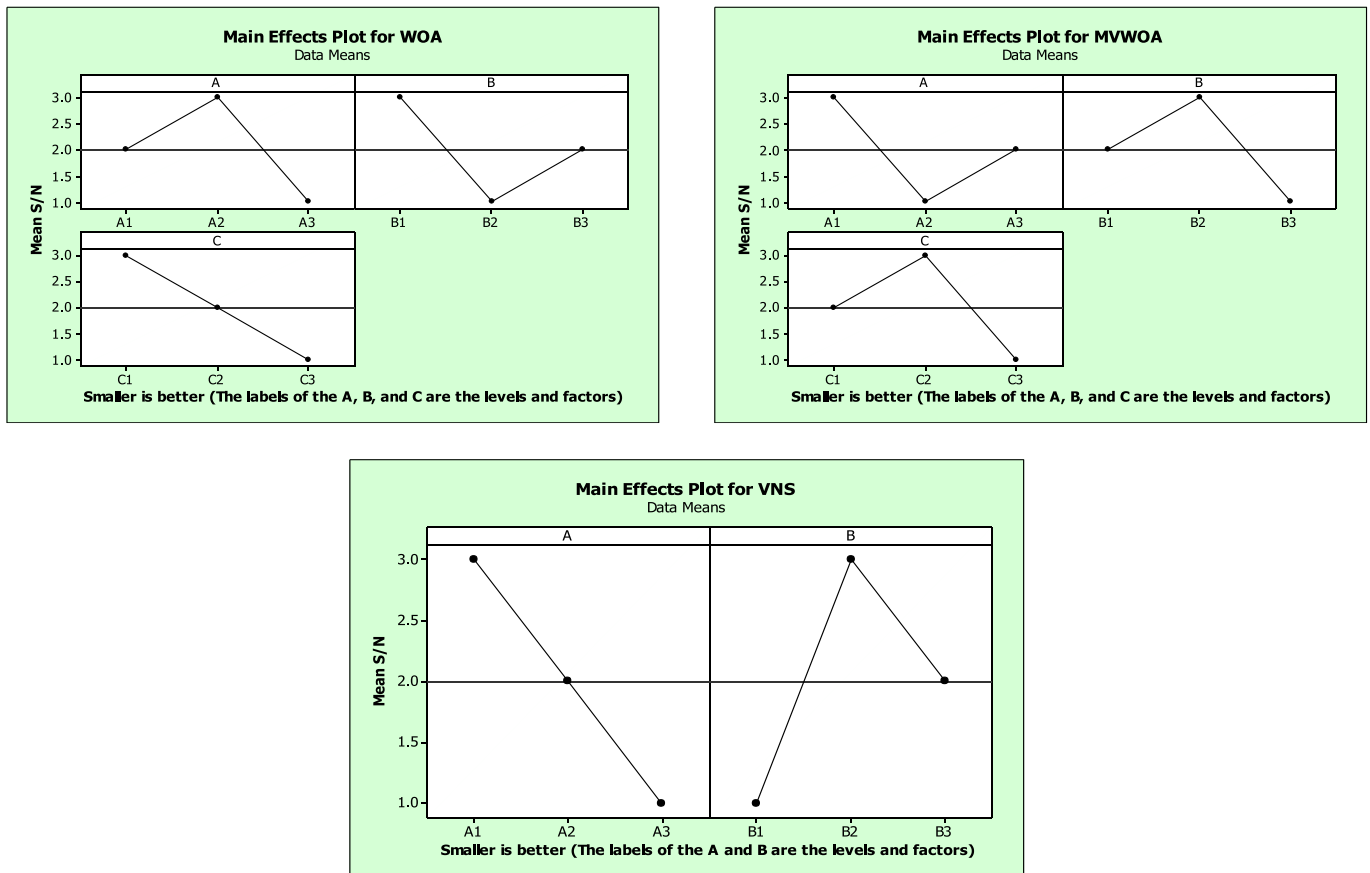 Main Effects Plot for WOA
Data Means
A B
3.0
2.5
2.0
1.5
1.0
A1 A2 A3 B1 B2 B3
Mean S/N
C
3.0
2.5
2.0
1.5
1.0
C1 C2 C3
Smaller is better (The labels of the A, B, and C are the levels and factors)
Main Effects Plot for MVWOA
Data Means
A B
3.0
2.5
2.0
1.5
1.0
A1 A2 A3 B1 B2 B3
Mean S/N
C
3.0
2.5
2.0
1.5
1.0
C1 C2 C3
Smaller is better (The labels of the A, B, and C are the levels and factors)
Main Effects Plot for VNS
Data Means
A B
3.0
2.5
2.0
1.5
1.0
Mean S/N
A1 A2 A3 B1 B2 B3
Smaller is better (The labels of the A and B are the levels and factors)